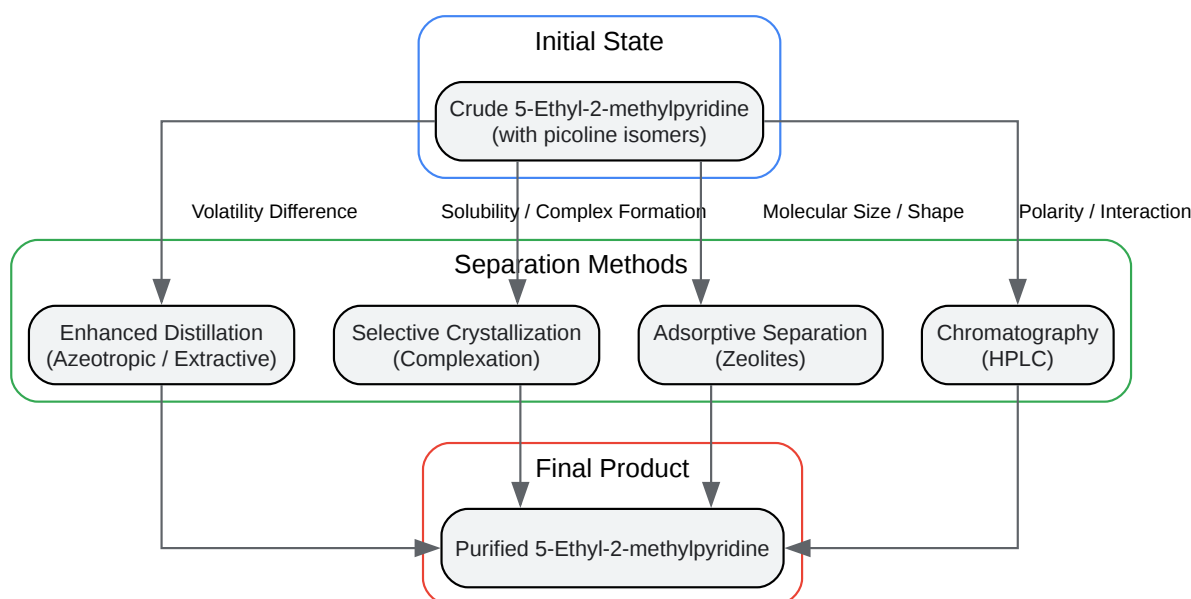 Initial State
Crude 5-Ethyl-2-methylpyridine
(with picoline isomers)
Volatility Difference
Solubility / Complex Formation
Molecular Size / Shape
Polarity / Interaction
Separation Methods
Enhanced Distillation
(Azeotropic / Extractive)
Selective Crystallization
(Complexation)
Adsorptive Separation
(Zeolites)
Chromatography
(HPLC)
Final Product
Purified 5-Ethyl-2-methylpyridine